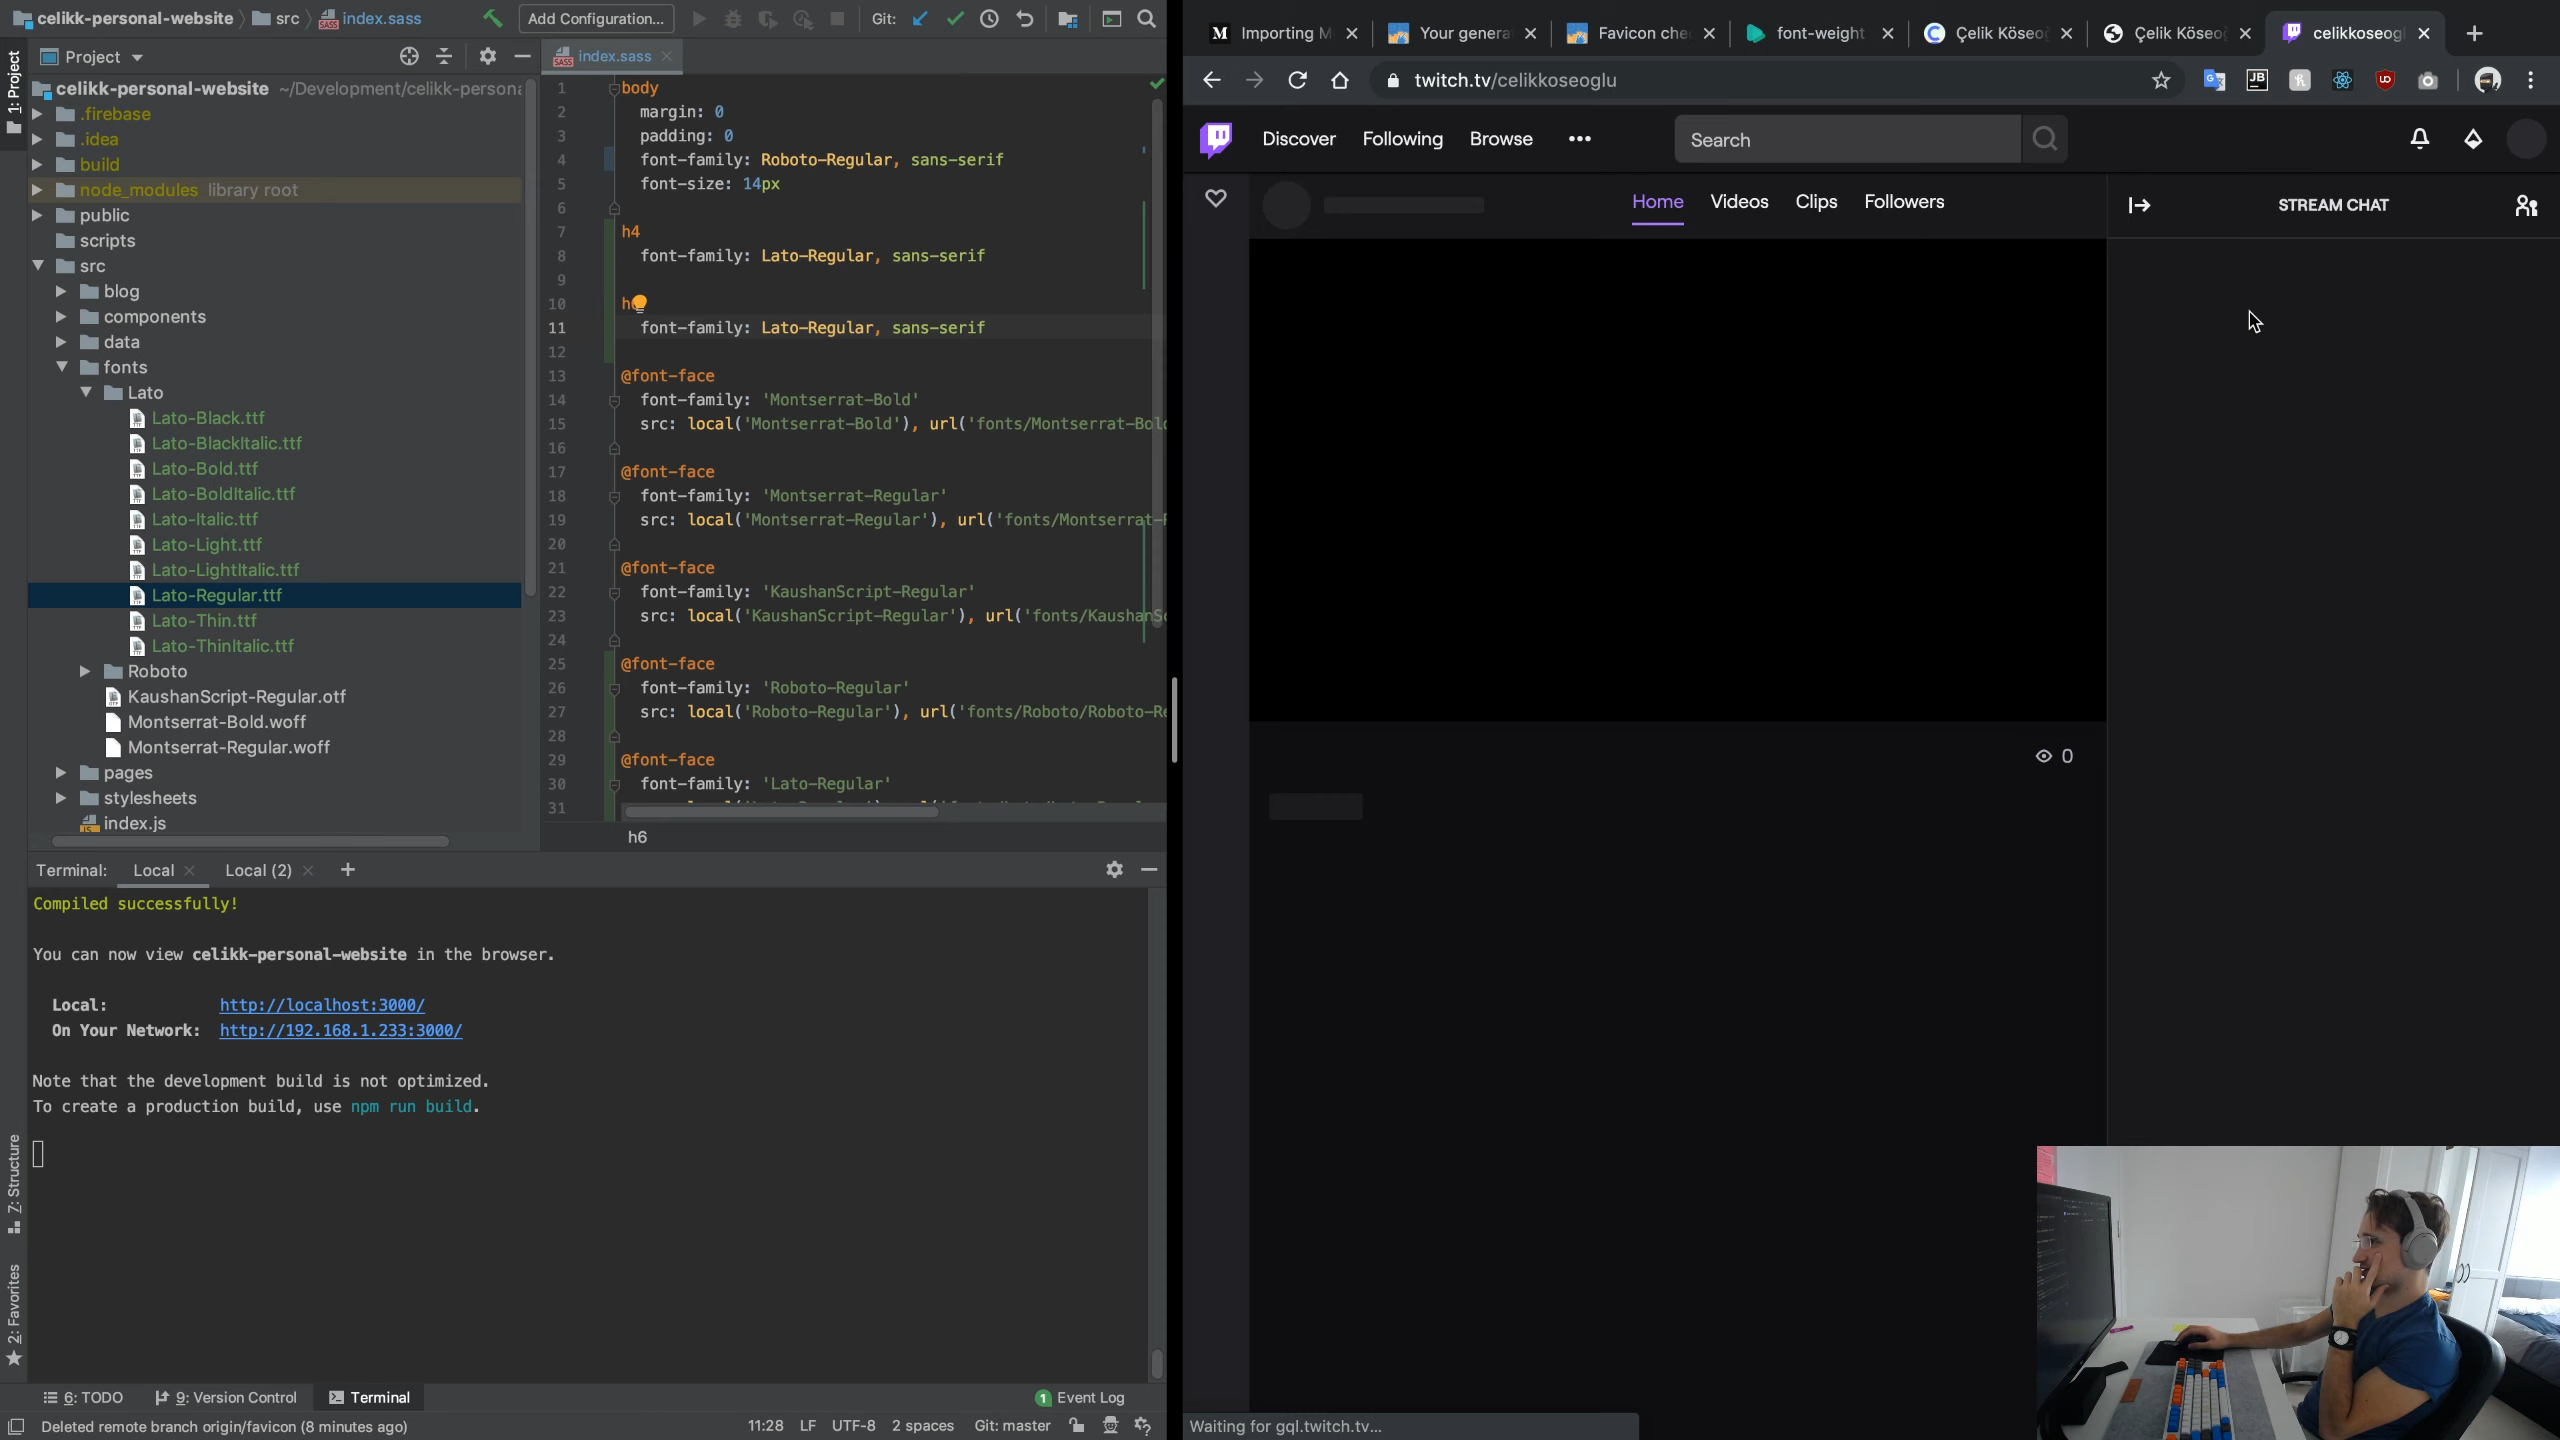 celikk-personal-website
src
index.sass
Add Configuration...
Git:
1: Project
Project
celikk-personal-website ~/Development/celikk-persona
.firebase
.idea
build
node_modules library root
public
scripts
src
blog
components
data
fonts
Lato
Lato-Black.ttf
Lato-BlackItalic.ttf
Lato-Bold.ttf
Lato-BoldItalic.ttf
Lato-Italic.ttf
Lato-Light.ttf
Lato-LightItalic.ttf
Lato-Regular.ttf
Lato-Thin.ttf
Lato-ThinItalic.ttf
Roboto
KaushanScript-Regular.otf
Montserrat-Bold.woff
Montserrat-Regular.woff
pages
stylesheets
index.js
index.sass
1 body
2 margin: 0
3 padding: 0
4 font-family: Roboto-Regular, sans-serif
5 font-size: 14px
6
7 h4
8 font-family: Lato-Regular, sans-serif
9
10 h
11 font-family: Lato-Regular, sans-serif
12
13 @font-face
14 font-family: 'Montserrat-Bold'
15 src: local('Montserrat-Bold'), url('fonts/Montserrat-Bold
16
17 @font-face
18 font-family: 'Montserrat-Regular'
19 src: local('Montserrat-Regular'), url('fonts/Montserrat-R
20
21 @font-face
22 font-family: 'KaushanScript-Regular'
23 src: local('KaushanScript-Regular'), url('fonts/KaushanSc
24
25 @font-face
26 font-family: 'Roboto-Regular'
27 src: local('Roboto-Regular'), url('fonts/Roboto/Roboto-Re
28
29 @font-face
30 font-family: 'Lato-Regular'
31
h6
Terminal: Local Local (2)
Compiled successfully!
You can now view celikk-personal-website in the browser.
Local: http://localhost:3000/
On Your Network: http://192.168.1.233:3000/
Note that the development build is not optimized.
To create a production build, use npm run build.
Z: Structure
2: Favorites
6: TODO
9: Version Control
Terminal
1 Event Log
Deleted remote branch origin/favicon (8 minutes ago)
11:28 LF UTF-8 2 spaces Git: master
Importing M
Your genera
Favicon che
font-weight
Çelik Köseo
Çelik Köseoğ
celikkoseogl
twitch.tv/celikkoseoglu
Discover
Following
Browse
Search
Home
Videos
Clips
Followers
STREAM CHAT
0
Waiting for gql.twitch.tv...